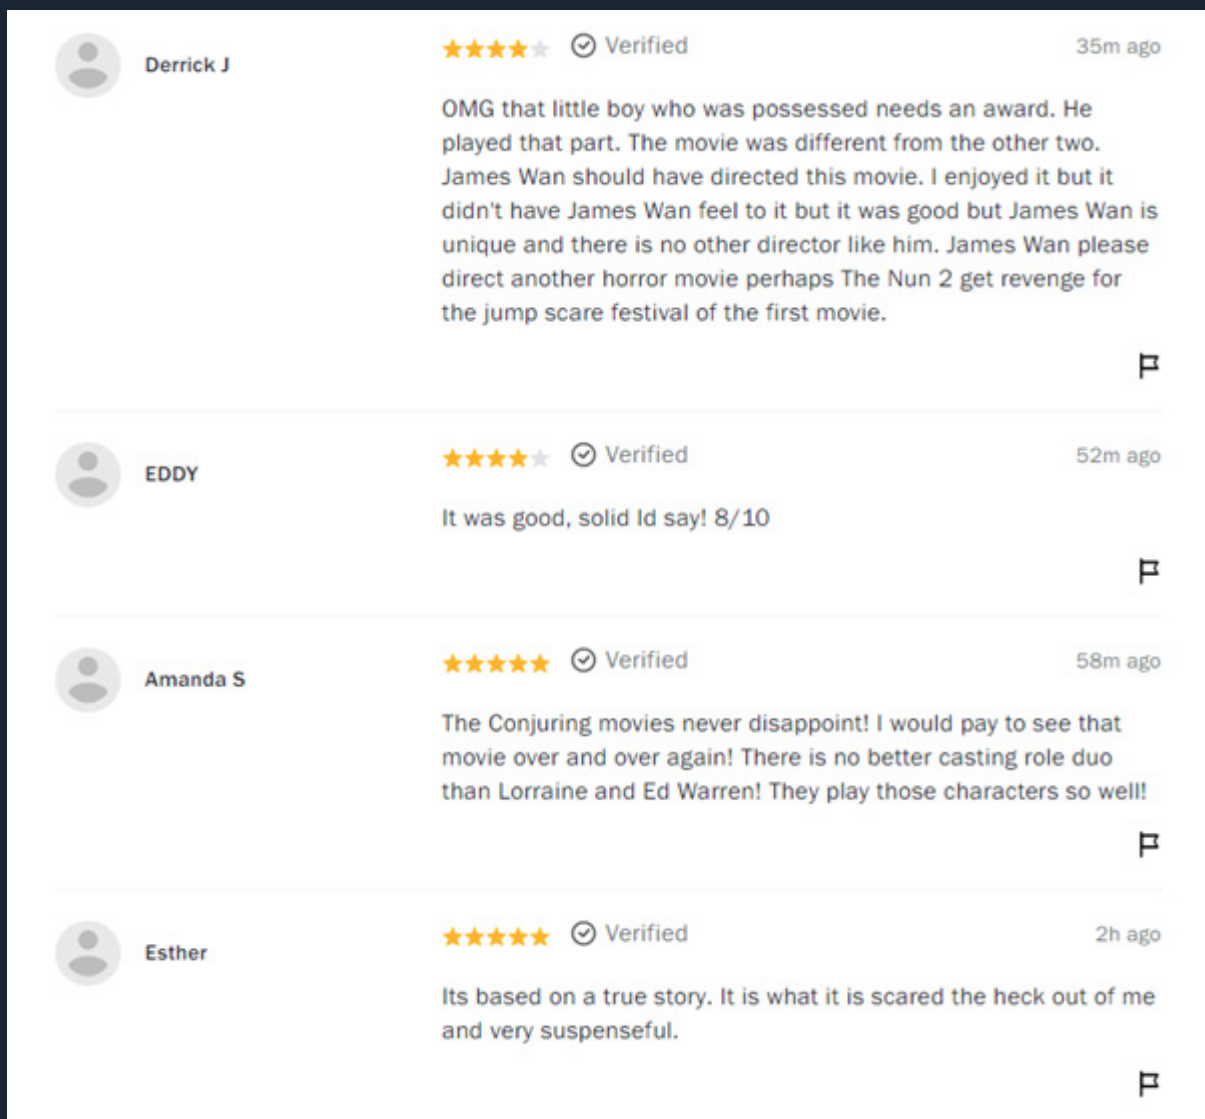 Derrick J
Verified
35m ago
OMG that little boy who was possessed needs an award. He
played that part. The movie was different from the other two.
James Wan should have directed this movie. I enjoyed it but it
didn't have James Wan feel to it but it was good but James Wan is
unique and there is no other director like him. James Wan please
direct another horror movie perhaps The Nun 2 get revenge for
the jump scare festival of the first movie.
EDDY
Verified
52m ago
It was good, solid Id say! 8/10
Amanda S
Verified
58m ago
The Conjuring movies never disappoint! I would pay to see that
movie over and over again! There is no better casting role duo
than Lorraine and Ed Warren! They play those characters so well!
Esther
Verified
2h ago
Its based on a true story. It is what it is scared the heck out of me
and very suspenseful.